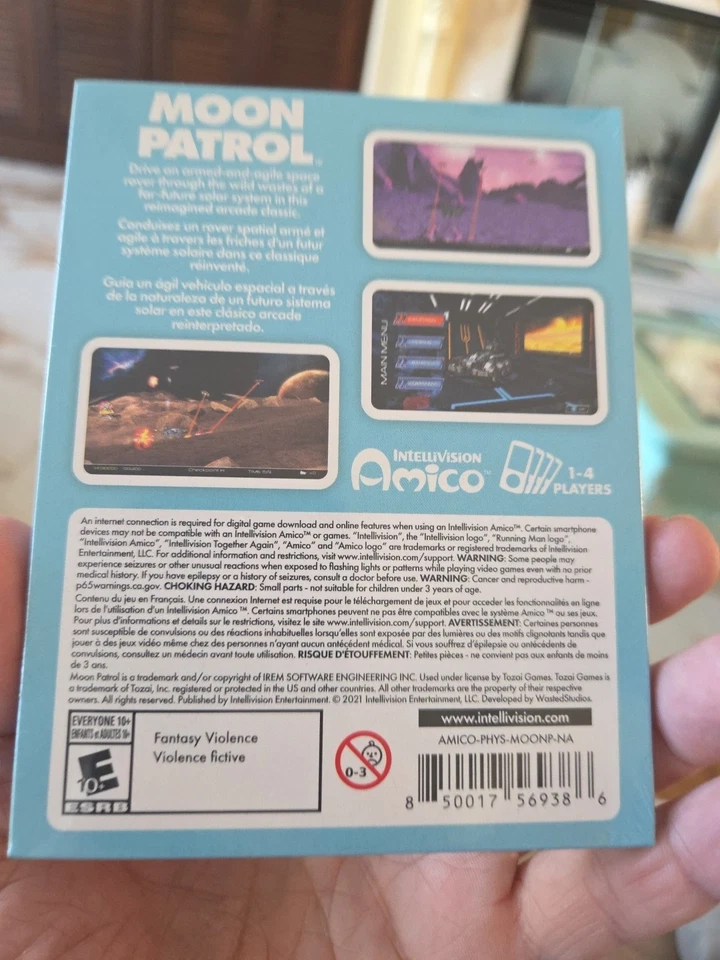 MOON
PATROL™
Drive an armed-and-agile space
rover through the wild wastes of a
far-future solar system in this
reimagined arcade classic.
Conduisez un rover spatial armé et
agile à travers les friches d'un futur
système solaire dans ce classique
réinventé.
Guía un ágil vehículo espacial a través
de la naturaleza de un futuro sistema
solar en este clásico arcade
reinterpretado.
MAIN MENU
INTELLIVISION
Amico™
1-4
PLAYERS
An internet connection is required for digital game download and online features when using an Intellivision Amico™. Certain smartphone
devices may not be compatible with an Intellivision Amico™ or games. "Intellivision", the "Intellivision logo", "Running Man logo",
"Intellivision Amico", "Intellivision Together Again", "Amico" and "Amico logo" are trademarks or registered trademarks of Intellivision
Entertainment, LLC. For additional information and restrictions, visit www.intellivision.com/support. WARNING: Some people may
experience seizures or other unusual reactions when exposed to flashing lights or patterns while playing video games even with no prior
medical history. If you have epilepsy or a history of seizures, consult a doctor before use. WARNING: Cancer and reproductive harm -
p65warnings.ca.gov. CHOKING HAZARD: Small parts - not suitable for children under 3 years of age.
Contenu du jeu en Français. Une connexion Internet est requise pour le téléchargement de jeux et pour acceder les fonctionnalités en ligne
lors de l'utilisation d'un Intellivision Amico ™. Certains smartphones peuvent ne pas être compatibles avec le système Amico ™ ou ses jeux.
Pour plus d'informations et details sur le restrictions, visitez le site www.intellivision.com/support. AVERTISSEMENT: Certaines personnes
sont susceptible de convulsions ou des réactions inhabituelles lorsqu'elles sont exposée par des lumières ou des motifs clignotants tandis que
jouer à des jeux vidéo même chez des personnes n'ayant aucun antécédent médical. Si vous souffrez d'épilepsie ou antécédents de
convulsions, consultez un médecin avant toute utilisation. RISQUE D'ÉTOUFFEMENT: Petites pièces - ne convient pas aux enfants de moins
de 3 ans.
Moon Patrol is a trademark and/or copyright of IREM SOFTWARE ENGINEERING INC. Used under license by Tozai Games. Tozai Games is
a trademark of Tozai, Inc. registered or protected in the US and other countries. All other trademarks are the property of their respective
owners. All rights reserved. Published by Intellivision Entertainment. © 2021 Intellivision Entertainment, LLC. Developed by WastedStudios.
EVERYONE 10+
ENFANTS et ADULTES 10+
E
10+
ESRB
Fantasy Violence
Violence fictive
0-3
www.intellivision.com
AMICO-PHYS-MOONP-NA
8 50017 56938 6